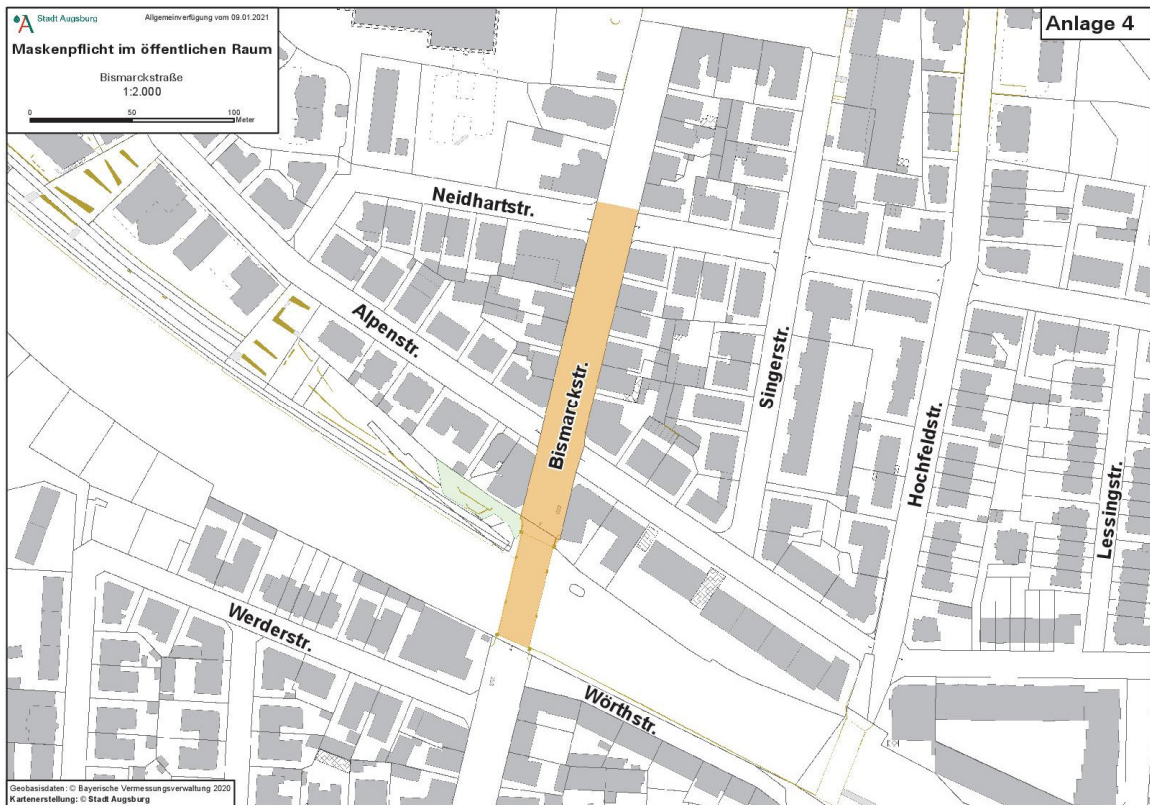 Stadt Augsburg
Allgemeinverfügung vom 09.01.2021
Maskenpflicht im öffentlichen Raum
Bismarckstraße
1:2.000
0 50 100
Meter
Anlage 4
Neidhartstr.
Alpenstr.
Bismarckstr.
Singerstr.
Hochfeldstr.
Lessingstr.
Werderstr.
Wörthstr.
Geobasisdaten: © Bayerische Vermessungsverwaltung 2020
Kartenerstellung: © Stadt Augsburg